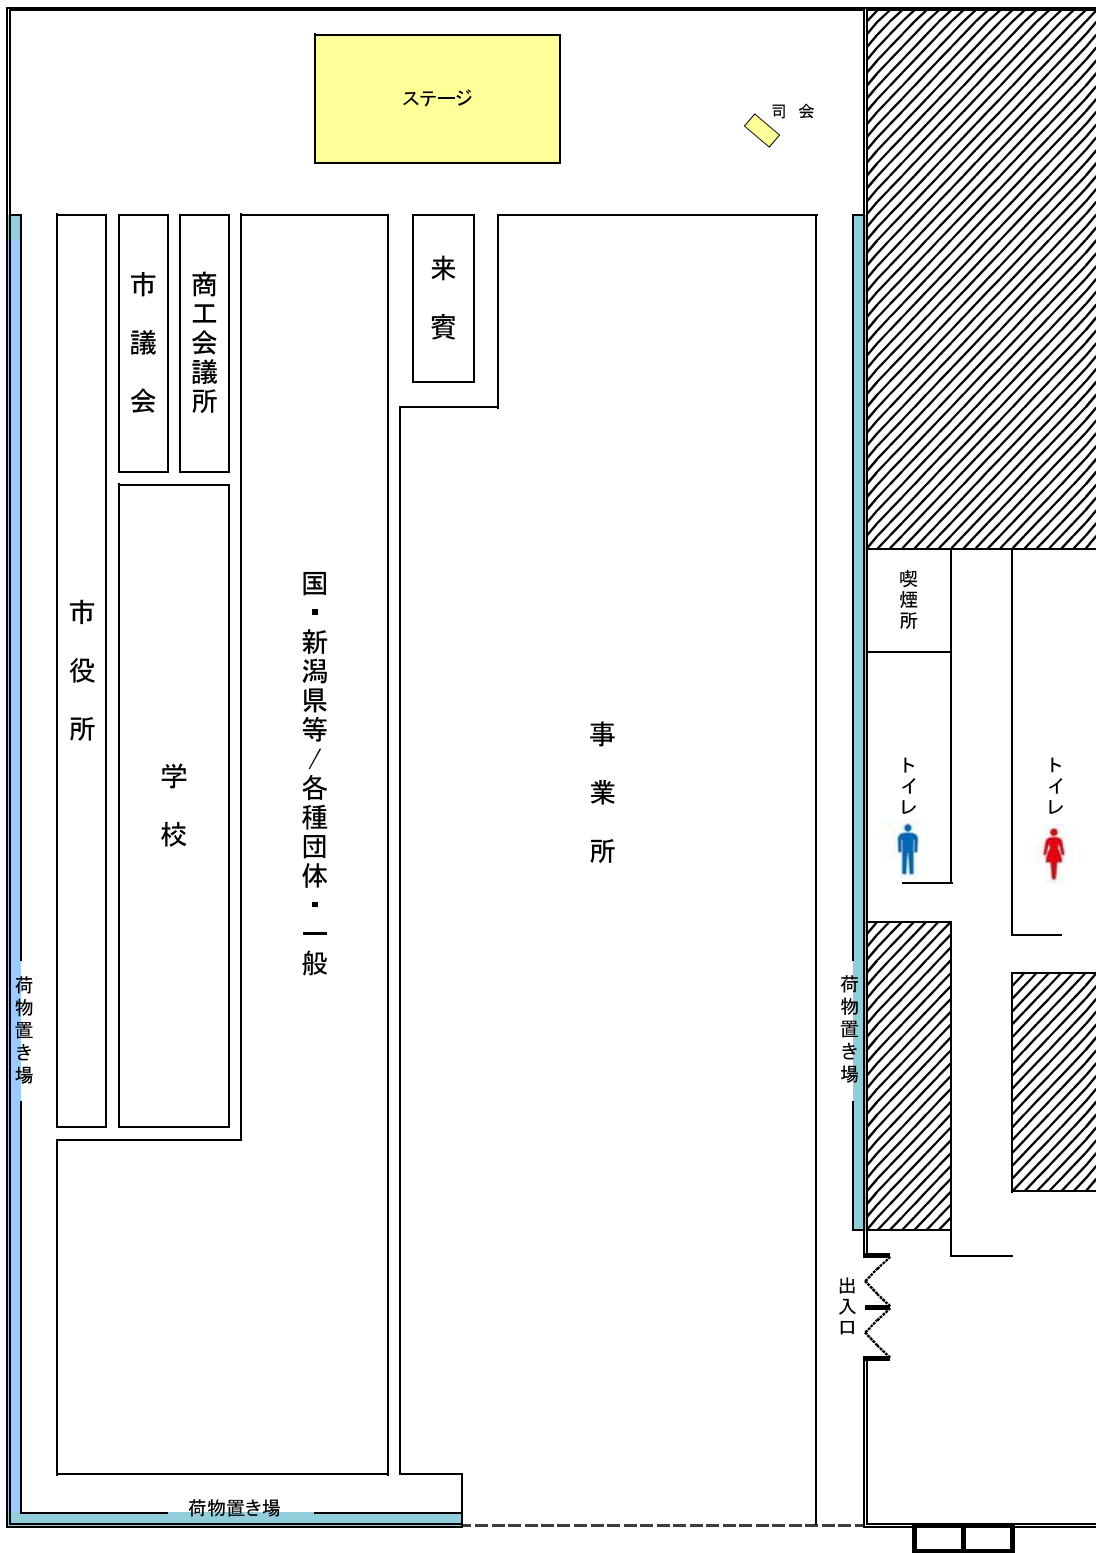 ステージ
司 会
市議会
商工会議所
来賓
市役所
学校
国・新潟県等/各種団体・一般
事業所
喫煙所
トイレ
トイレ
荷物置き場
荷物置き場
出入口
荷物置き場